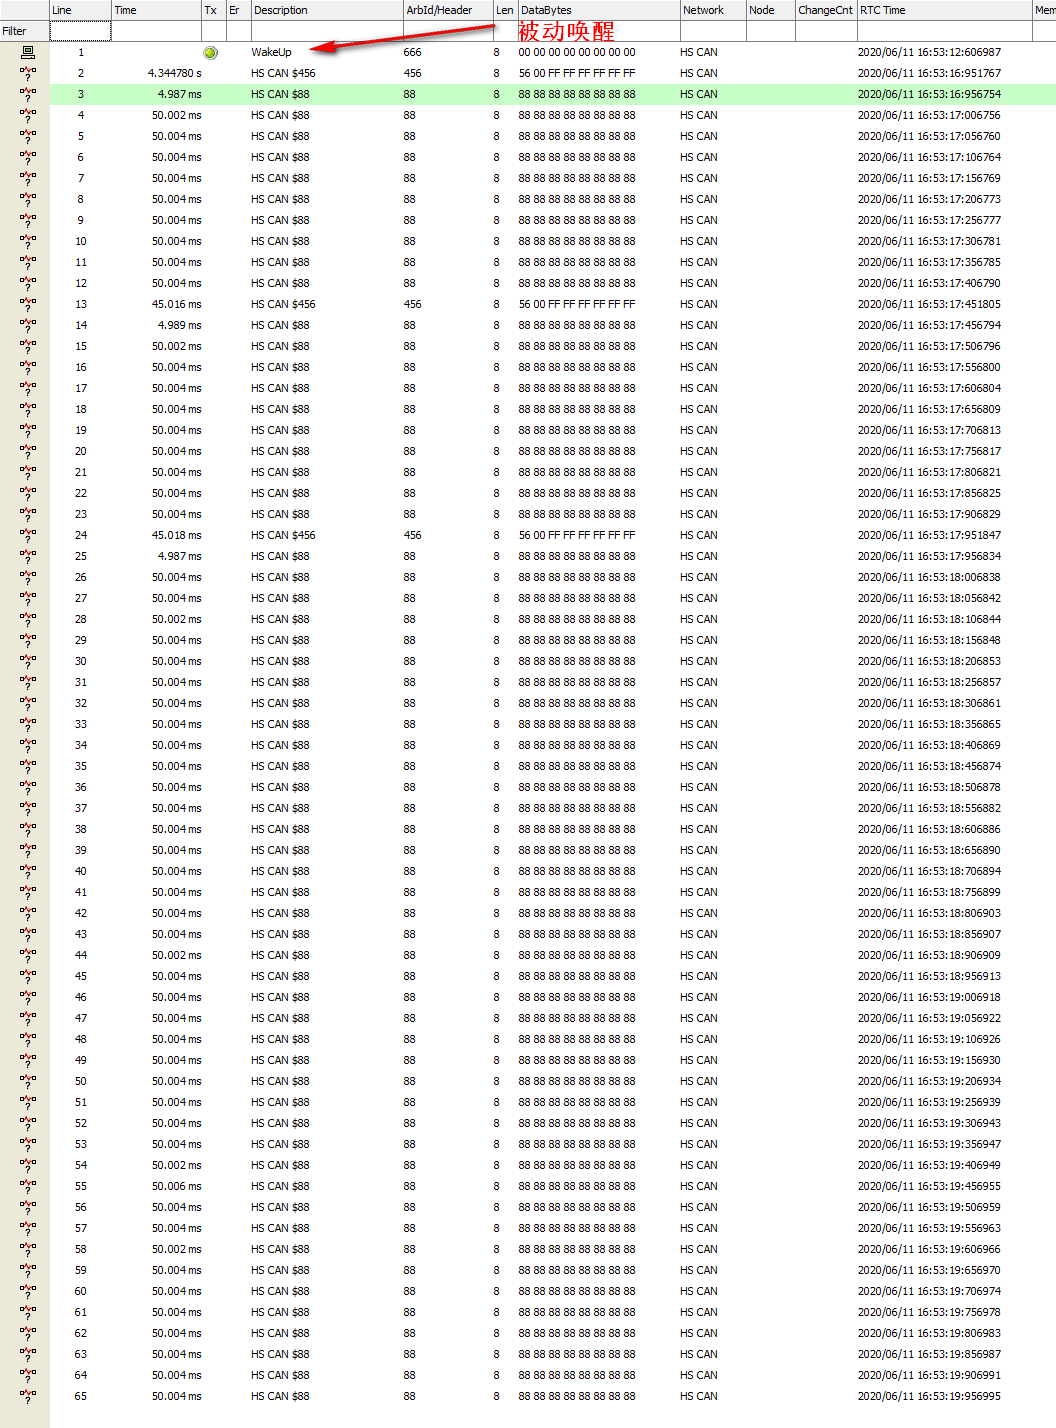 Line Time Tx Er Description ArbId/Header Len DataBytes Network Node ChangeCnt RTC Time Mem
Filter 被动唤醒
1 WakeUp 666 8 00 00 00 00 00 00 00 00 HS CAN 2020/06/11 16:53:12:606987
2 4.344780 s HS CAN $456 456 8 56 00 FF FF FF FF FF FF HS CAN 2020/06/11 16:53:16:951767
3 4.987 ms HS CAN $88 88 8 88 88 88 88 88 88 88 88 HS CAN 2020/06/11 16:53:16:956754
4 50.002 ms HS CAN $88 88 8 88 88 88 88 88 88 88 88 HS CAN 2020/06/11 16:53:17:006756
5 50.004 ms HS CAN $88 88 8 88 88 88 88 88 88 88 88 HS CAN 2020/06/11 16:53:17:056760
6 50.004 ms HS CAN $88 88 8 88 88 88 88 88 88 88 88 HS CAN 2020/06/11 16:53:17:106764
7 50.004 ms HS CAN $88 88 8 88 88 88 88 88 88 88 88 HS CAN 2020/06/11 16:53:17:156769
8 50.004 ms HS CAN $88 88 8 88 88 88 88 88 88 88 88 HS CAN 2020/06/11 16:53:17:206773
9 50.004 ms HS CAN $88 88 8 88 88 88 88 88 88 88 88 HS CAN 2020/06/11 16:53:17:256777
10 50.004 ms HS CAN $88 88 8 88 88 88 88 88 88 88 88 HS CAN 2020/06/11 16:53:17:306781
11 50.004 ms HS CAN $88 88 8 88 88 88 88 88 88 88 88 HS CAN 2020/06/11 16:53:17:356785
12 50.004 ms HS CAN $88 88 8 88 88 88 88 88 88 88 88 HS CAN 2020/06/11 16:53:17:406790
13 45.016 ms HS CAN $456 456 8 56 00 FF FF FF FF FF FF HS CAN 2020/06/11 16:53:17:451805
14 4.989 ms HS CAN $88 88 8 88 88 88 88 88 88 88 88 HS CAN 2020/06/11 16:53:17:456794
15 50.002 ms HS CAN $88 88 8 88 88 88 88 88 88 88 88 HS CAN 2020/06/11 16:53:17:506796
16 50.004 ms HS CAN $88 88 8 88 88 88 88 88 88 88 88 HS CAN 2020/06/11 16:53:17:556800
17 50.004 ms HS CAN $88 88 8 88 88 88 88 88 88 88 88 HS CAN 2020/06/11 16:53:17:606804
18 50.004 ms HS CAN $88 88 8 88 88 88 88 88 88 88 88 HS CAN 2020/06/11 16:53:17:656809
19 50.004 ms HS CAN $88 88 8 88 88 88 88 88 88 88 88 HS CAN 2020/06/11 16:53:17:706813
20 50.004 ms HS CAN $88 88 8 88 88 88 88 88 88 88 88 HS CAN 2020/06/11 16:53:17:756817
21 50.004 ms HS CAN $88 88 8 88 88 88 88 88 88 88 88 HS CAN 2020/06/11 16:53:17:806821
22 50.004 ms HS CAN $88 88 8 88 88 88 88 88 88 88 88 HS CAN 2020/06/11 16:53:17:856825
23 50.004 ms HS CAN $88 88 8 88 88 88 88 88 88 88 88 HS CAN 2020/06/11 16:53:17:906829
24 45.018 ms HS CAN $456 456 8 56 00 FF FF FF FF FF FF HS CAN 2020/06/11 16:53:17:951847
25 4.987 ms HS CAN $88 88 8 88 88 88 88 88 88 88 88 HS CAN 2020/06/11 16:53:17:956834
26 50.004 ms HS CAN $88 88 8 88 88 88 88 88 88 88 88 HS CAN 2020/06/11 16:53:18:006838
27 50.004 ms HS CAN $88 88 8 88 88 88 88 88 88 88 88 HS CAN 2020/06/11 16:53:18:056842
28 50.002 ms HS CAN $88 88 8 88 88 88 88 88 88 88 88 HS CAN 2020/06/11 16:53:18:106844
29 50.004 ms HS CAN $88 88 8 88 88 88 88 88 88 88 88 HS CAN 2020/06/11 16:53:18:156848
30 50.004 ms HS CAN $88 88 8 88 88 88 88 88 88 88 88 HS CAN 2020/06/11 16:53:18:206853
31 50.004 ms HS CAN $88 88 8 88 88 88 88 88 88 88 88 HS CAN 2020/06/11 16:53:18:256857
32 50.004 ms HS CAN $88 88 8 88 88 88 88 88 88 88 88 HS CAN 2020/06/11 16:53:18:306861
33 50.004 ms HS CAN $88 88 8 88 88 88 88 88 88 88 88 HS CAN 2020/06/11 16:53:18:356865
34 50.004 ms HS CAN $88 88 8 88 88 88 88 88 88 88 88 HS CAN 2020/06/11 16:53:18:406869
35 50.004 ms HS CAN $88 88 8 88 88 88 88 88 88 88 88 HS CAN 2020/06/11 16:53:18:456874
36 50.004 ms HS CAN $88 88 8 88 88 88 88 88 88 88 88 HS CAN 2020/06/11 16:53:18:506878
37 50.004 ms HS CAN $88 88 8 88 88 88 88 88 88 88 88 HS CAN 2020/06/11 16:53:18:556882
38 50.004 ms HS CAN $88 88 8 88 88 88 88 88 88 88 88 HS CAN 2020/06/11 16:53:18:606886
39 50.004 ms HS CAN $88 88 8 88 88 88 88 88 88 88 88 HS CAN 2020/06/11 16:53:18:656890
40 50.004 ms HS CAN $88 88 8 88 88 88 88 88 88 88 88 HS CAN 2020/06/11 16:53:18:706894
41 50.004 ms HS CAN $88 88 8 88 88 88 88 88 88 88 88 HS CAN 2020/06/11 16:53:18:756899
42 50.004 ms HS CAN $88 88 8 88 88 88 88 88 88 88 88 HS CAN 2020/06/11 16:53:18:806903
43 50.004 ms HS CAN $88 88 8 88 88 88 88 88 88 88 88 HS CAN 2020/06/11 16:53:18:856907
44 50.002 ms HS CAN $88 88 8 88 88 88 88 88 88 88 88 HS CAN 2020/06/11 16:53:18:906909
45 50.004 ms HS CAN $88 88 8 88 88 88 88 88 88 88 88 HS CAN 2020/06/11 16:53:18:956913
46 50.004 ms HS CAN $88 88 8 88 88 88 88 88 88 88 88 HS CAN 2020/06/11 16:53:19:006918
47 50.004 ms HS CAN $88 88 8 88 88 88 88 88 88 88 88 HS CAN 2020/06/11 16:53:19:056922
48 50.004 ms HS CAN $88 88 8 88 88 88 88 88 88 88 88 HS CAN 2020/06/11 16:53:19:106926
49 50.004 ms HS CAN $88 88 8 88 88 88 88 88 88 88 88 HS CAN 2020/06/11 16:53:19:156930
50 50.004 ms HS CAN $88 88 8 88 88 88 88 88 88 88 88 HS CAN 2020/06/11 16:53:19:206934
51 50.004 ms HS CAN $88 88 8 88 88 88 88 88 88 88 88 HS CAN 2020/06/11 16:53:19:256939
52 50.004 ms HS CAN $88 88 8 88 88 88 88 88 88 88 88 HS CAN 2020/06/11 16:53:19:306943
53 50.004 ms HS CAN $88 88 8 88 88 88 88 88 88 88 88 HS CAN 2020/06/11 16:53:19:356947
54 50.002 ms HS CAN $88 88 8 88 88 88 88 88 88 88 88 HS CAN 2020/06/11 16:53:19:406949
55 50.006 ms HS CAN $88 88 8 88 88 88 88 88 88 88 88 HS CAN 2020/06/11 16:53:19:456955
56 50.004 ms HS CAN $88 88 8 88 88 88 88 88 88 88 88 HS CAN 2020/06/11 16:53:19:506959
57 50.004 ms HS CAN $88 88 8 88 88 88 88 88 88 88 88 HS CAN 2020/06/11 16:53:19:556963
58 50.002 ms HS CAN $88 88 8 88 88 88 88 88 88 88 88 HS CAN 2020/06/11 16:53:19:606966
59 50.004 ms HS CAN $88 88 8 88 88 88 88 88 88 88 88 HS CAN 2020/06/11 16:53:19:656970
60 50.004 ms HS CAN $88 88 8 88 88 88 88 88 88 88 88 HS CAN 2020/06/11 16:53:19:706974
61 50.004 ms HS CAN $88 88 8 88 88 88 88 88 88 88 88 HS CAN 2020/06/11 16:53:19:756978
62 50.004 ms HS CAN $88 88 8 88 88 88 88 88 88 88 88 HS CAN 2020/06/11 16:53:19:806983
63 50.004 ms HS CAN $88 88 8 88 88 88 88 88 88 88 88 HS CAN 2020/06/11 16:53:19:856987
64 50.004 ms HS CAN $88 88 8 88 88 88 88 88 88 88 88 HS CAN 2020/06/11 16:53:19:906991
65 50.004 ms HS CAN $88 88 8 88 88 88 88 88 88 88 88 HS CAN 2020/06/11 16:53:19:956995